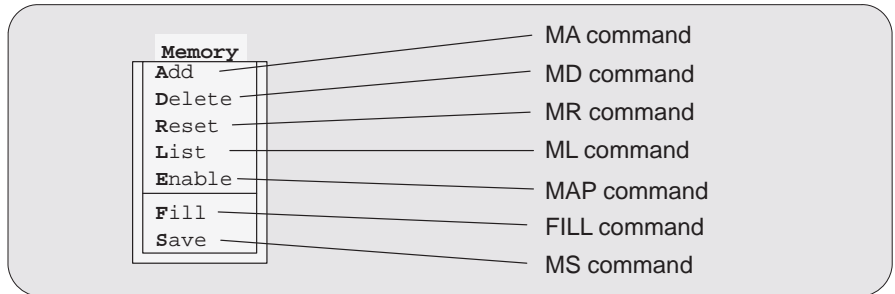 Memory
Add
Delete
Reset
List
Enable
Fill
Save
MA command
MD command
MR command
ML command
MAP command
FILL command
MS command